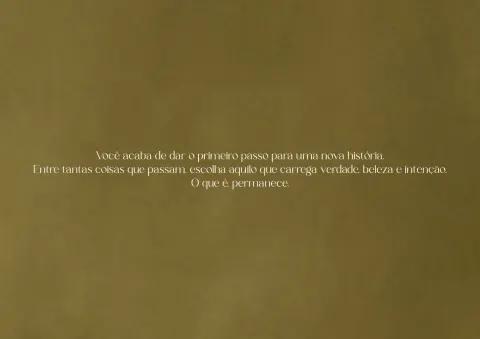 Você acaba de dar o primeiro passo para uma nova história.
Entre tantas coisas que passam, escolha aquilo que carrega verdade, beleza e intenção.
O que é, permanece.